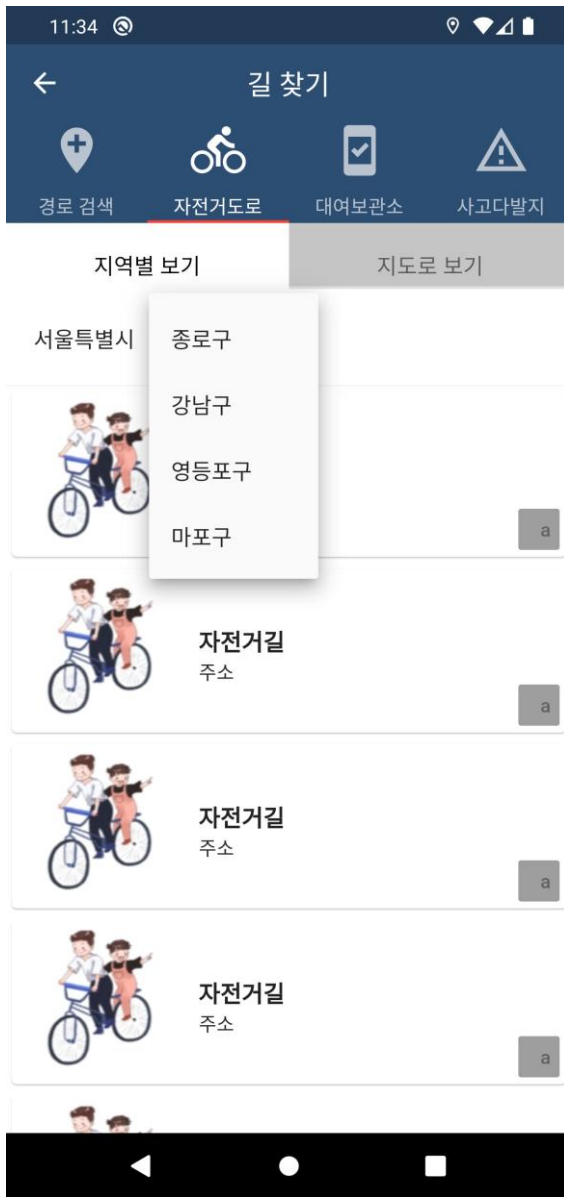 11:34
길 찾기
경로 검색 자전거도로 대여보관소 사고다발지
지역별 보기 지도로 보기
서울특별시 종로구
강남구
영등포구
마포구
a
자전거길
주소
a
자전거길
주소
a
자전거길
주소
a